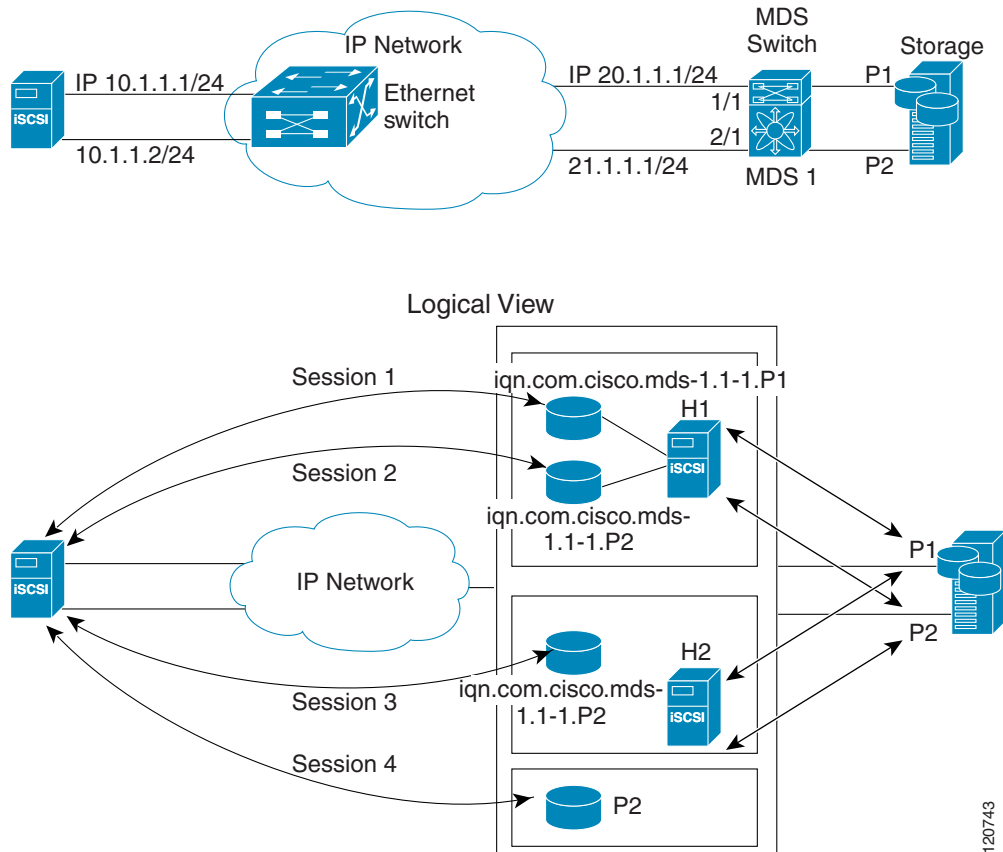 MDS
Switch
Storage
IP Network
IP 10.1.1.1/24
IP 20.1.1.1/24
P1
iSCSI
Ethernet
switch
1/1
2/1
10.1.1.2/24
21.1.1.1/24
MDS 1
P2
Logical View
Session 1
iqn.com.cisco.mds-1.1-1.P1
H1
iSCSI
Session 2
iqn.com.cisco.mds-
1.1-1.P2
P1
iSCSI
IP Network
P2
H2
iSCSI
Session 3
iqn.com.cisco.mds-
1.1-1.P2
Session 4
P2
120743